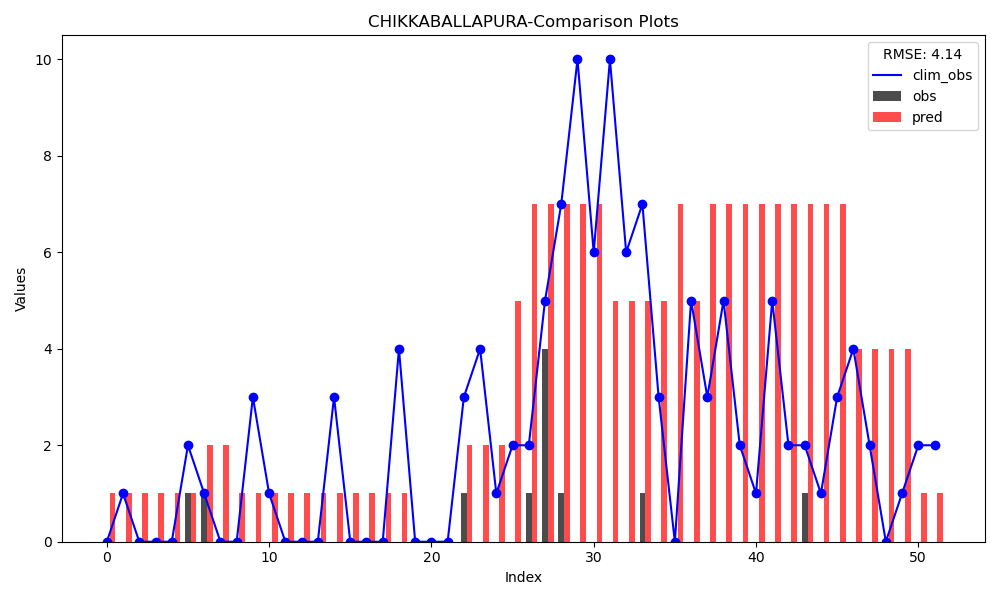 CHIKKABALLAPURA-Comparison Plots
RMSE: 4.14
clim_obs
obs
pred
Values
10
8
6
4
2
0
0 10 20 30 40 50
Index